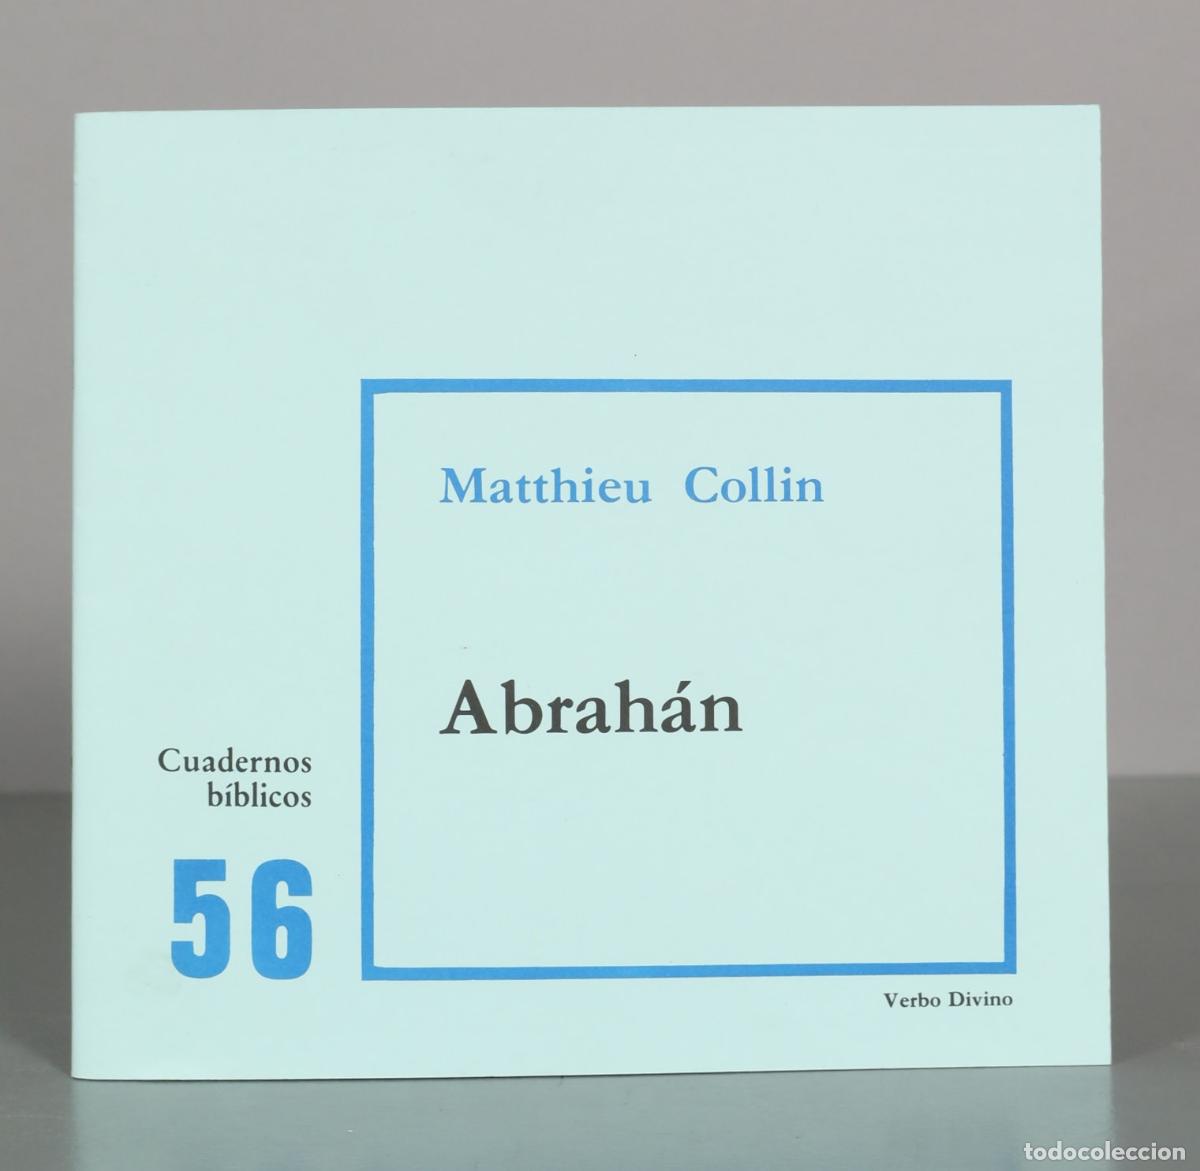 Matthieu Collin
Abrahán
Cuadernos
bíblicos
56
Verbo Divino
todocoleccion